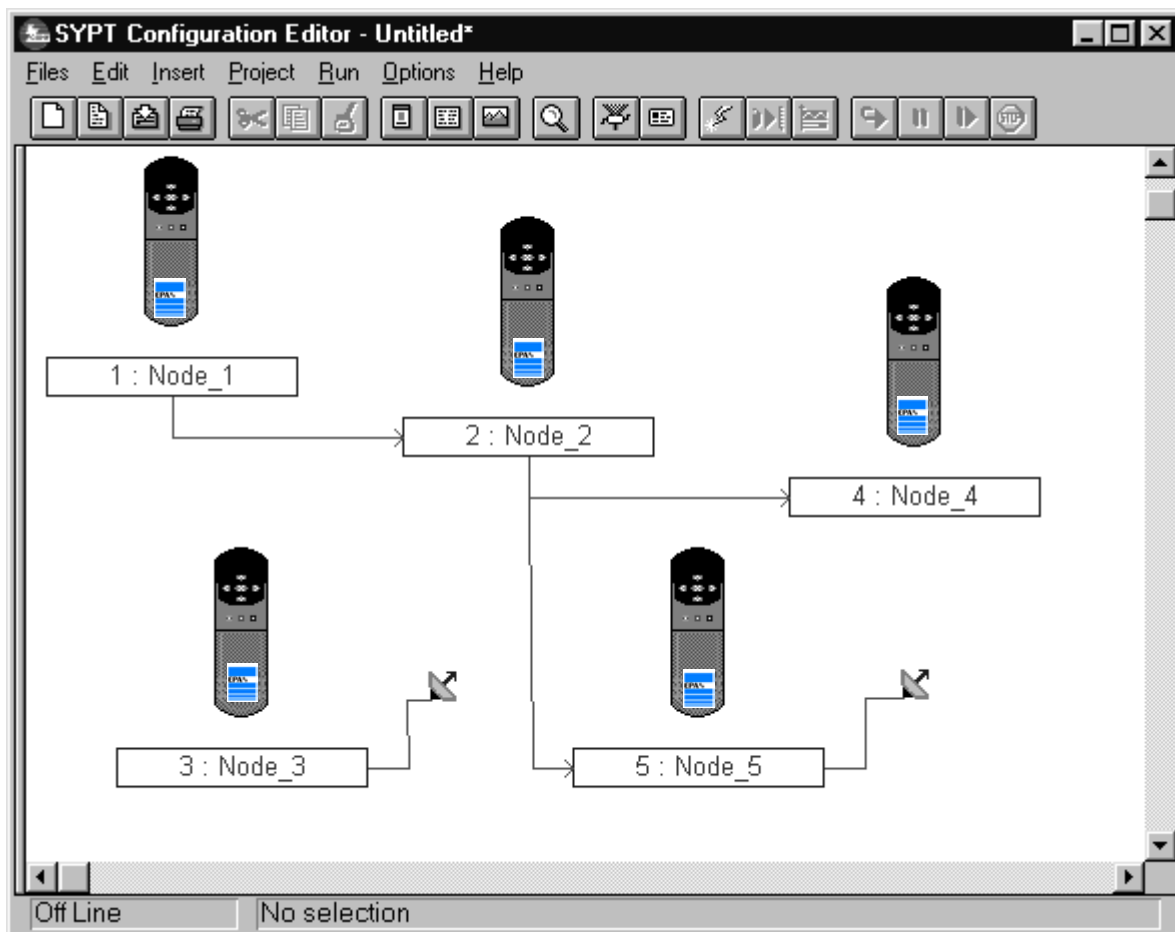 SYPT Configuration Editor - Untitled*
Files Edit Insert Project Run Options Help
STOP
1 : Node_1
2 : Node_2
4 : Node_4
3 : Node_3
5 : Node_5
Off Line
No selection